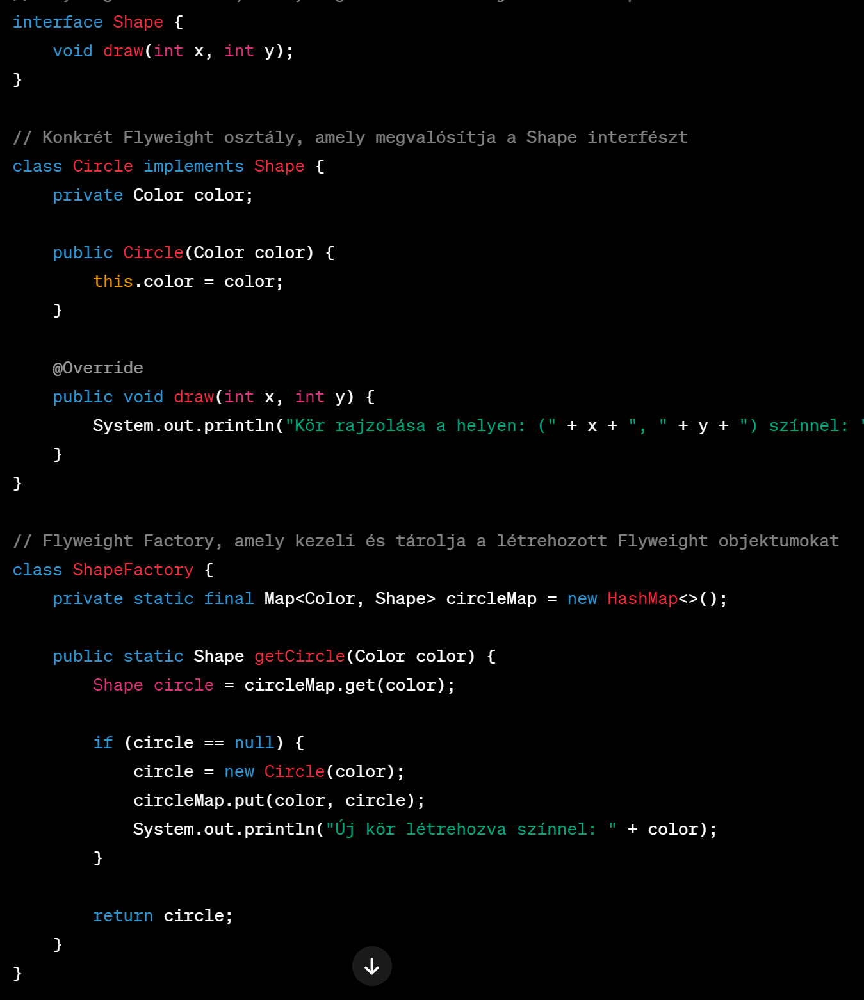 interface Shape {
    void draw(int x, int y);
}

// Konkrét Flyweight osztály, amely megvalósítja a Shape interfészt
class Circle implements Shape {
    private Color color;

    public Circle(Color color) {
        this.color = color;
    }

    @Override
    public void draw(int x, int y) {
        System.out.println("Kör rajzolása a helyen: (" + x + ", " + y + ") színnel: "
    }
}

// Flyweight Factory, amely kezeli és tárolja a létrehozott Flyweight objektumokat
class ShapeFactory {
    private static final Map<Color, Shape> circleMap = new HashMap<>();

    public static Shape getCircle(Color color) {
        Shape circle = circleMap.get(color);

        if (circle == null) {
            circle = new Circle(color);
            circleMap.put(color, circle);
            System.out.println("Új kör létrehozva színnel: " + color);
        }

        return circle;
    }
}